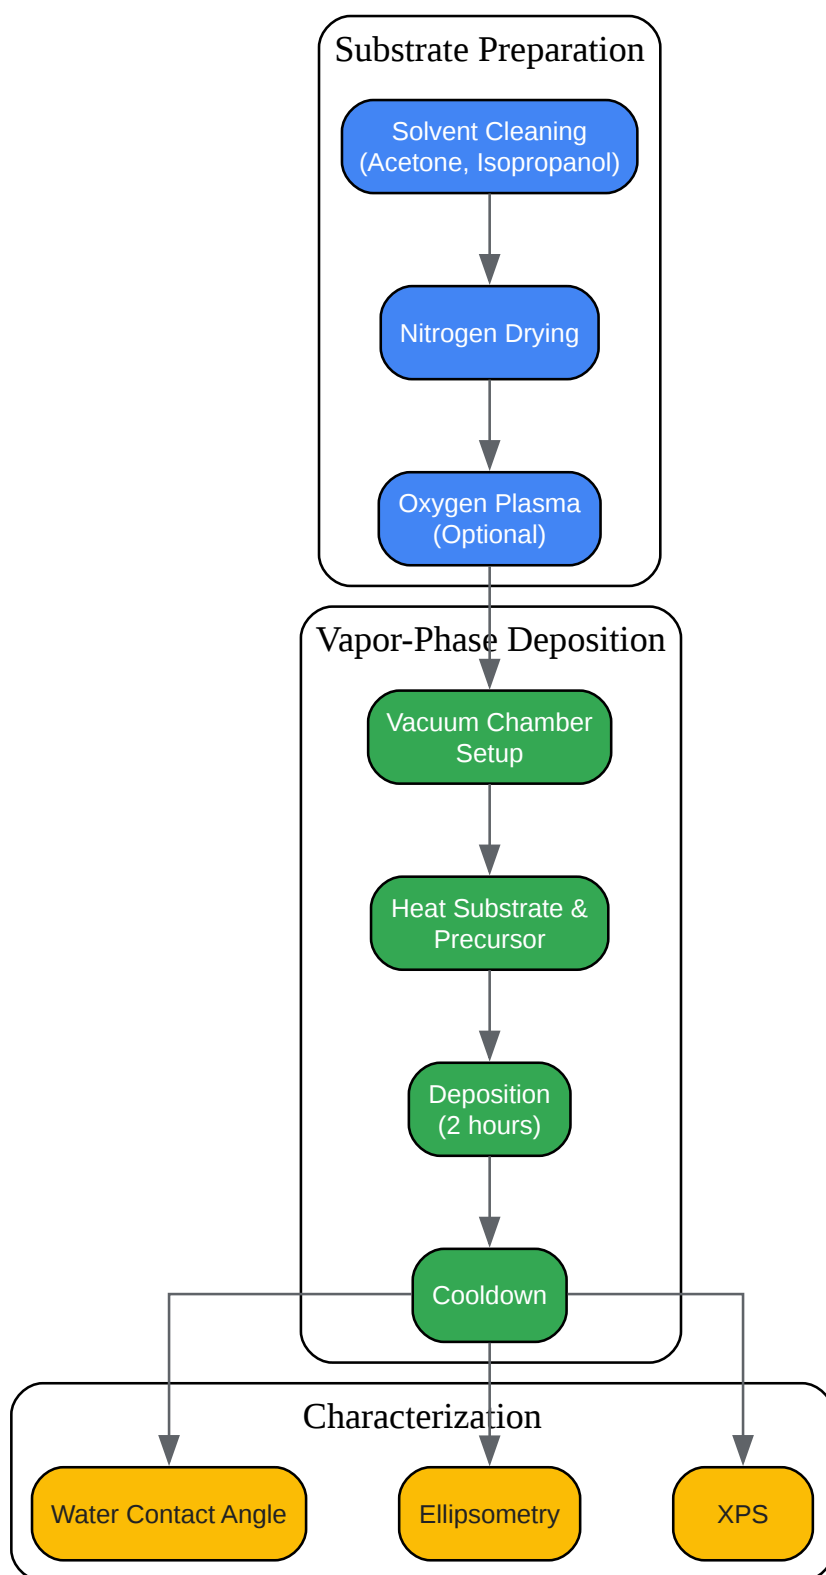 Substrate Preparation
Solvent Cleaning
(Acetone, Isopropanol)
Nitrogen Drying
Oxygen Plasma
(Optional)
Vapor-Phase Deposition
Vacuum Chamber
Setup
Heat Substrate &
Precursor
Deposition
(2 hours)
Cooldown
Characterization
Water Contact Angle
Ellipsometry
XPS